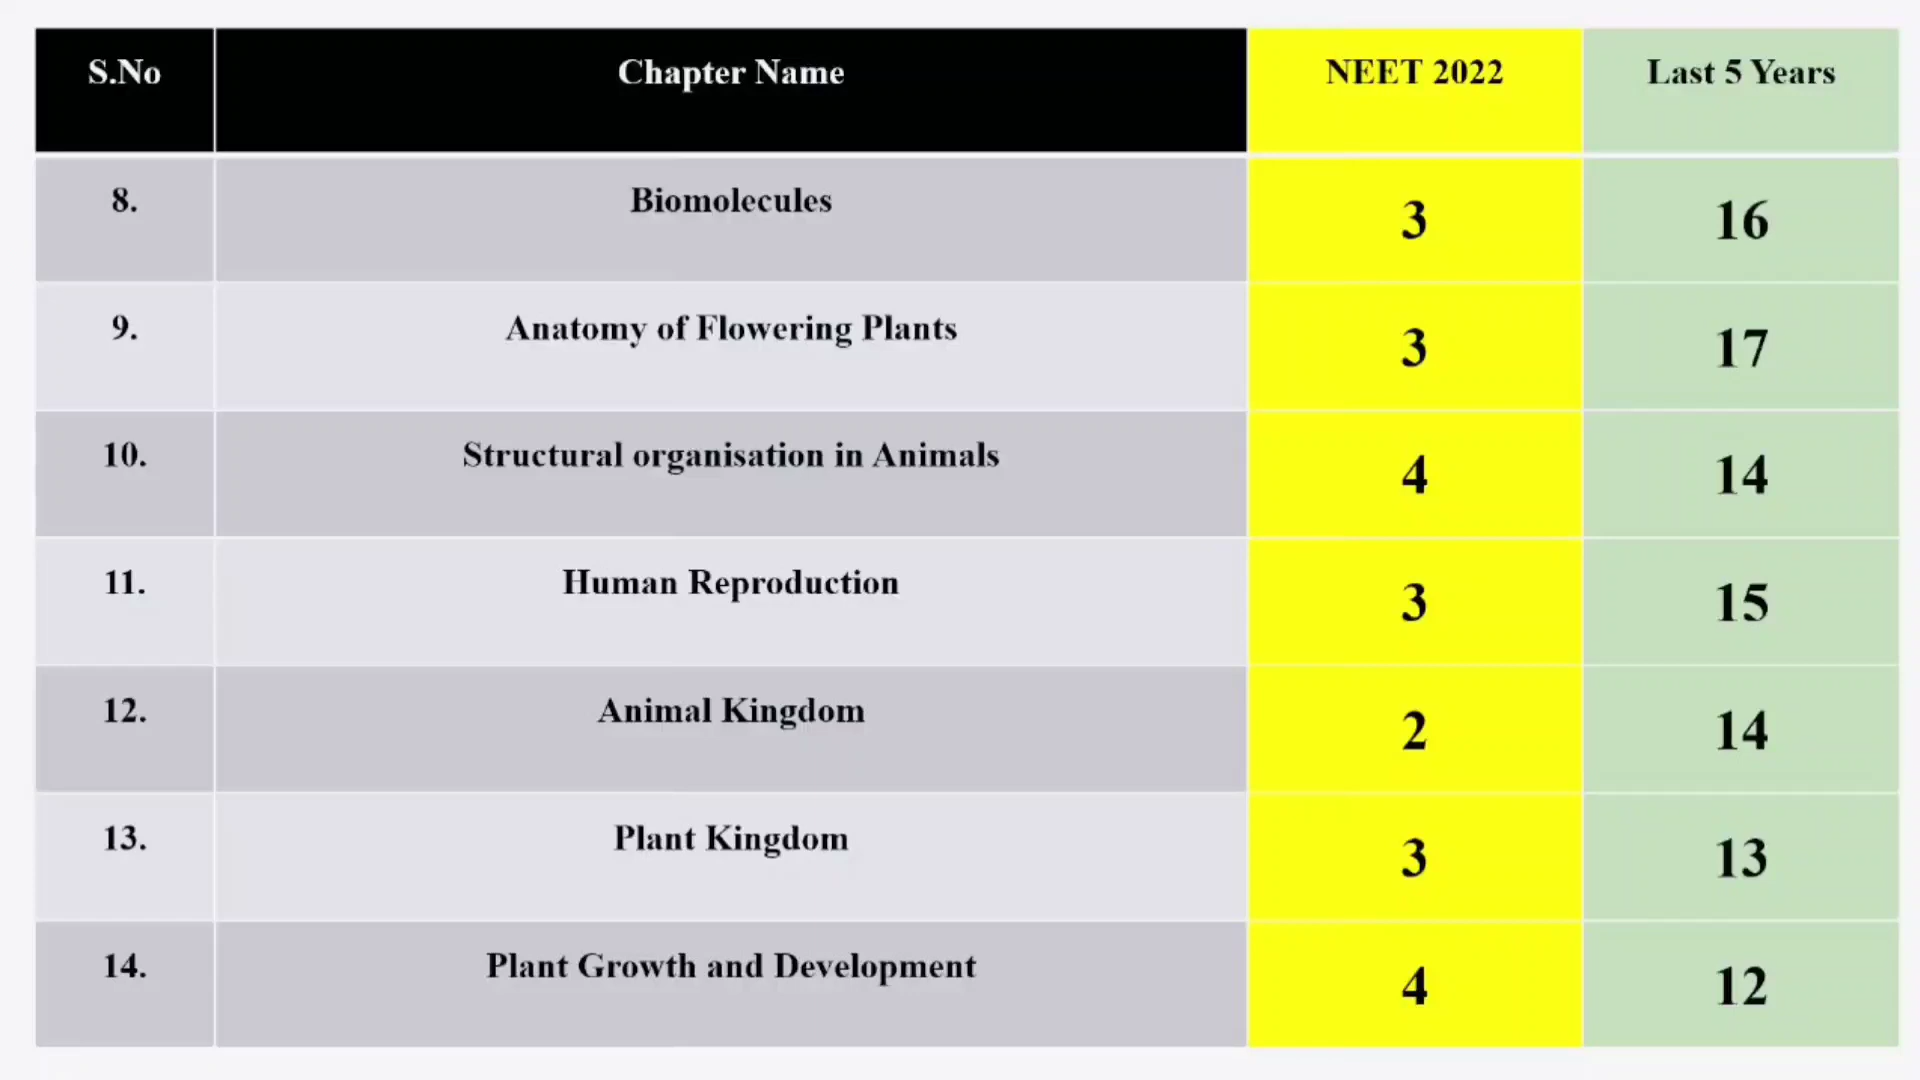 S.No Chapter Name NEET 2022 Last 5 Years
8. Biomolecules 3 16
9. Anatomy of Flowering Plants 3 17
10. Structural organisation in Animals 4 14
11. Human Reproduction 3 15
12. Animal Kingdom 2 14
13. Plant Kingdom 3 13
14. Plant Growth and Development 4 12